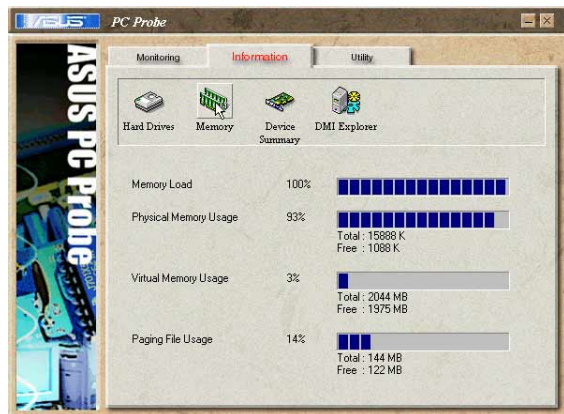 /ASUS PC Probe
Monitoring Information Utility
ASUS PC Probe
Hard Drives Memory Device Summary DMI Explorer
Memory Load 100%
Physical Memory Usage 93%
Total : 15888 K
Free : 1088 K
Virtual Memory Usage 3%
Total : 2044 MB
Free : 1975 MB
Paging File Usage 14%
Total : 144 MB
Free : 122 MB